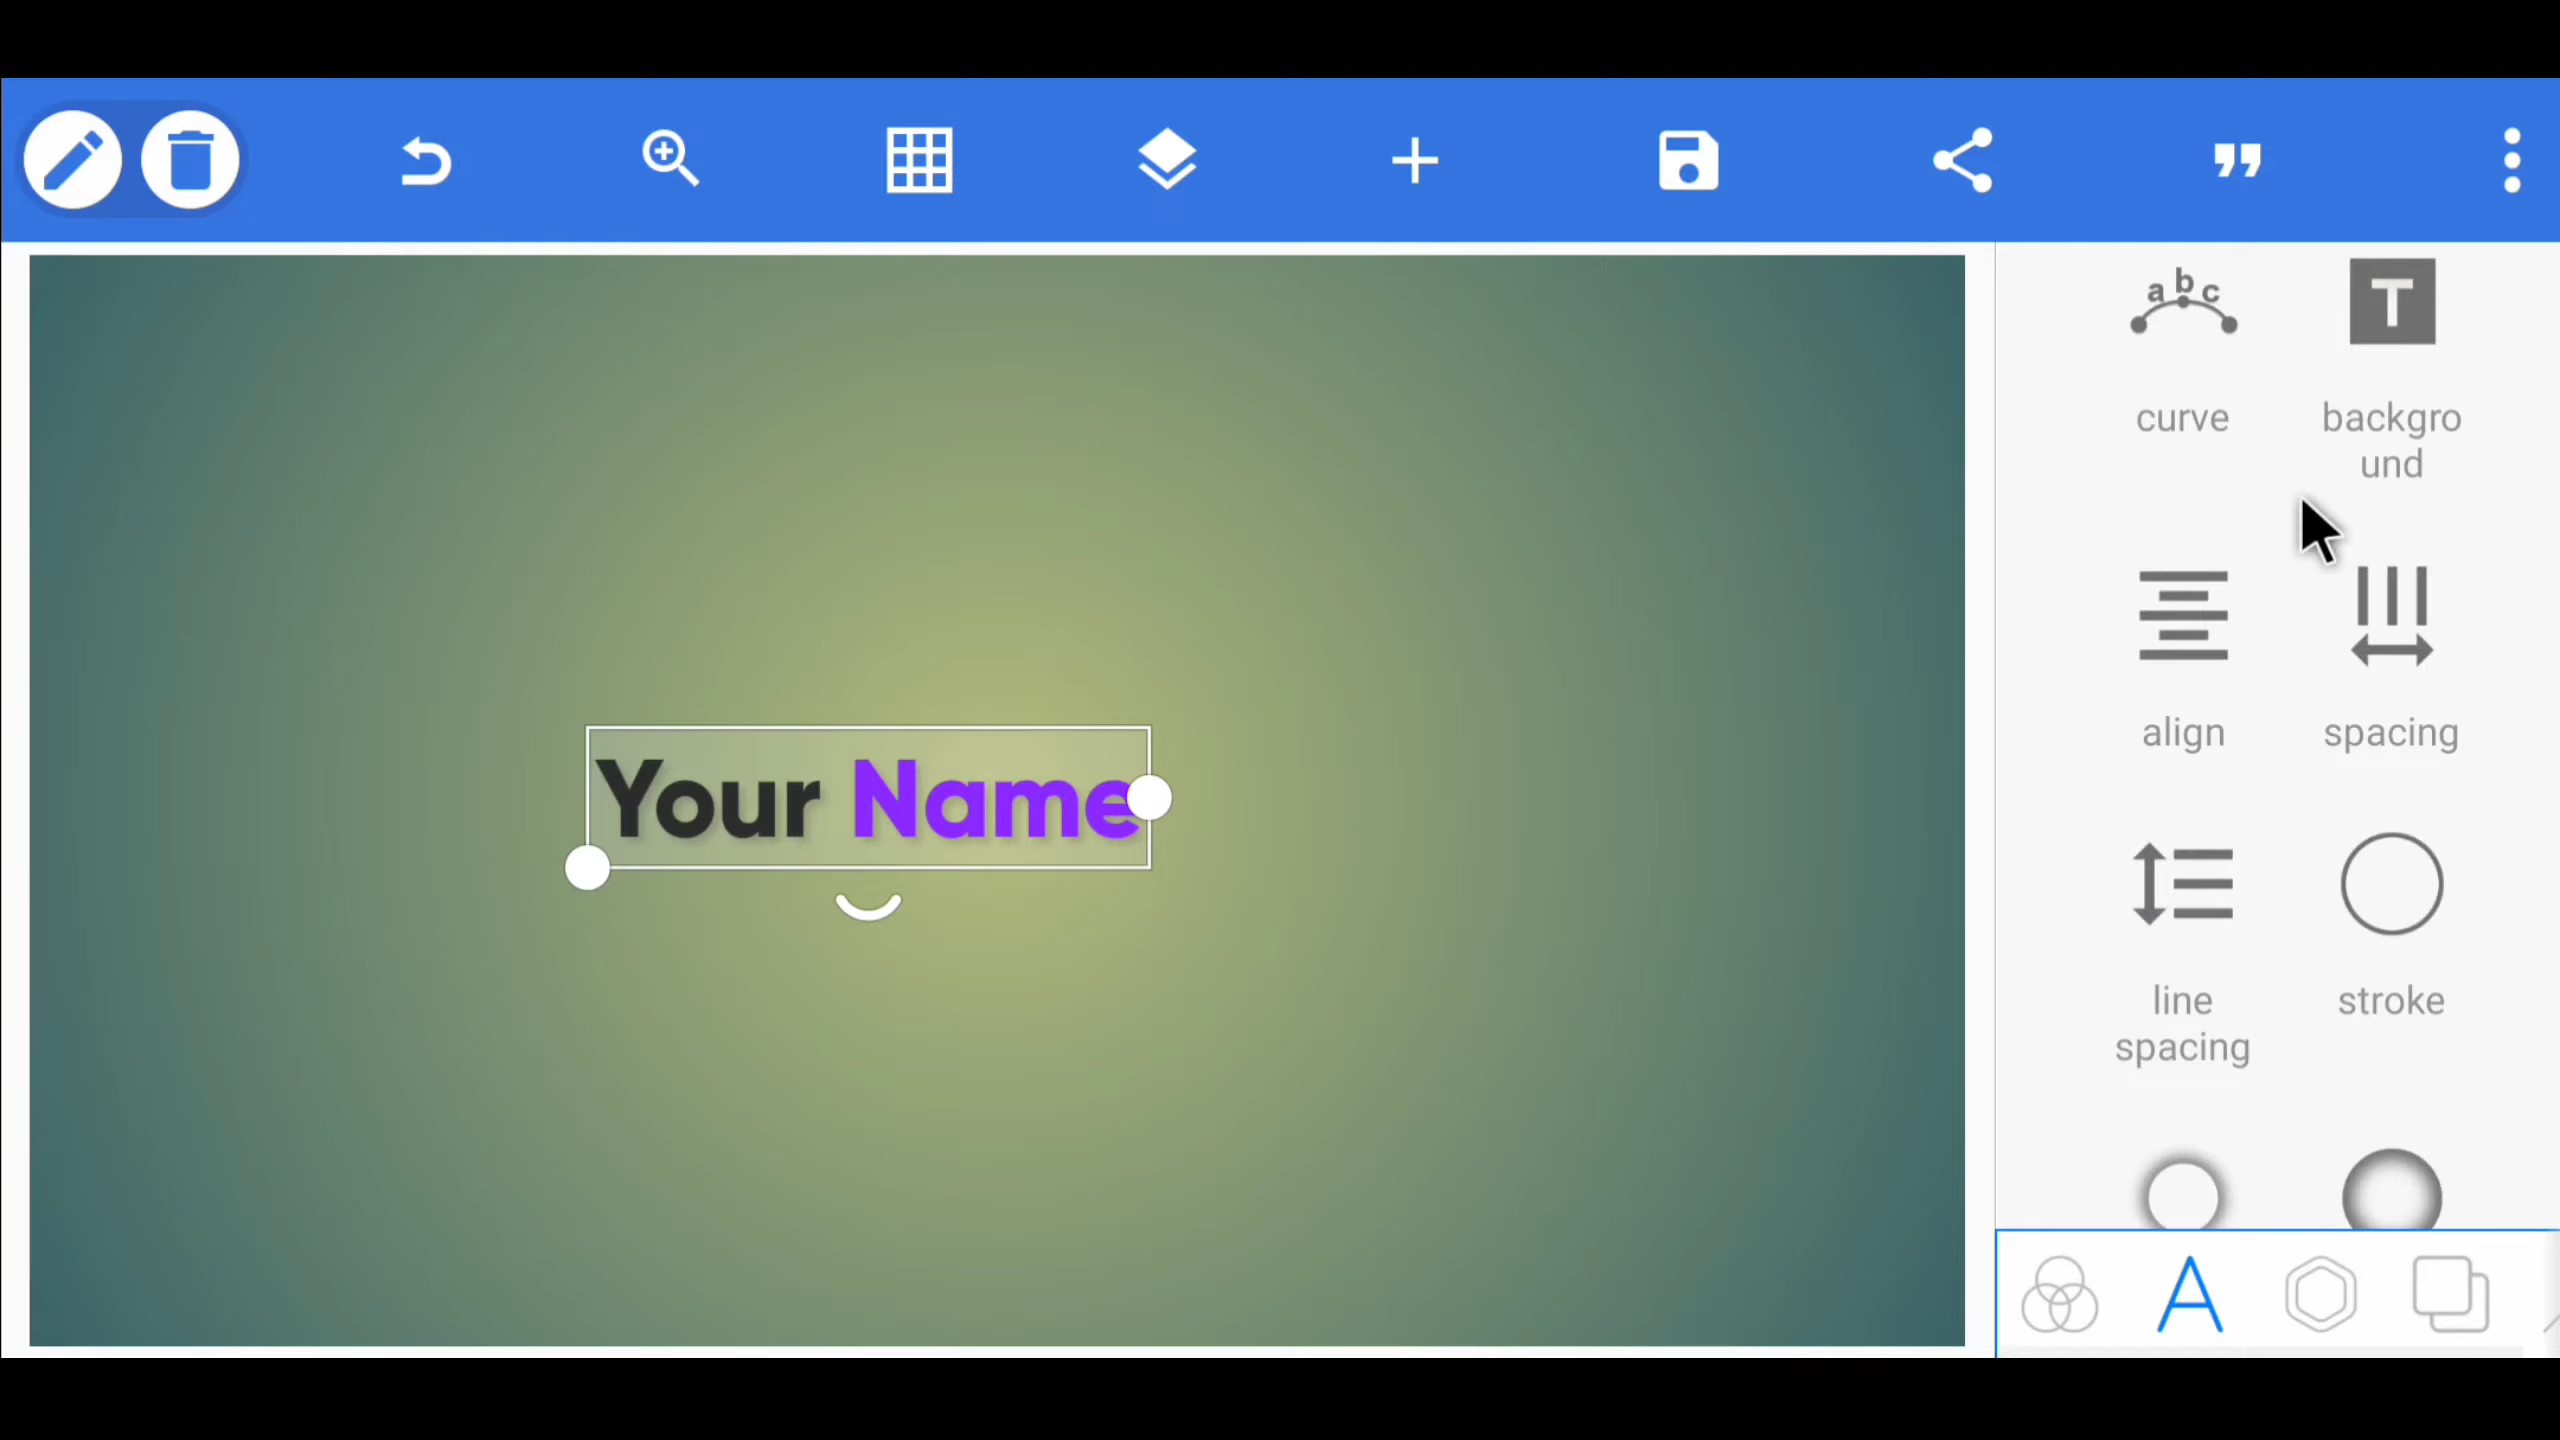 a b c
T
curve
backgro
und
Your Name
align
spacing
line
spacing
stroke
A